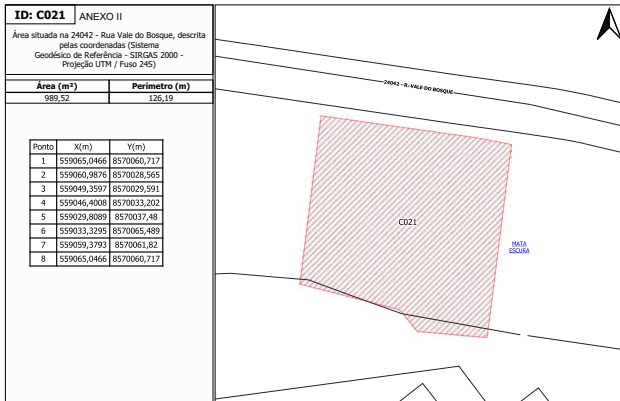 ID: C021 ANEXO II
Área situada na 24042 - Rua Vale do Bosque, descrita
pelas coordenadas (Sistema
Geodésico de Referência - SIRGAS 2000 -
Projeção UTM / Fuso 24S)
Área (m²) Perímetro (m)
989,52 126,19
Ponto X(m) Y(m)
1 559065,0466 8570060,717
2 559060,9876 8570028,565
3 559049,3597 8570029,591
4 559046,4008 8570033,202
5 559029,8089 8570037,48
6 559033,3295 8570065,489
7 559059,3793 8570061,82
8 559065,0466 8570060,717
24042 - R. VALE DO BOSQUE
C021
MATA
ESCURA